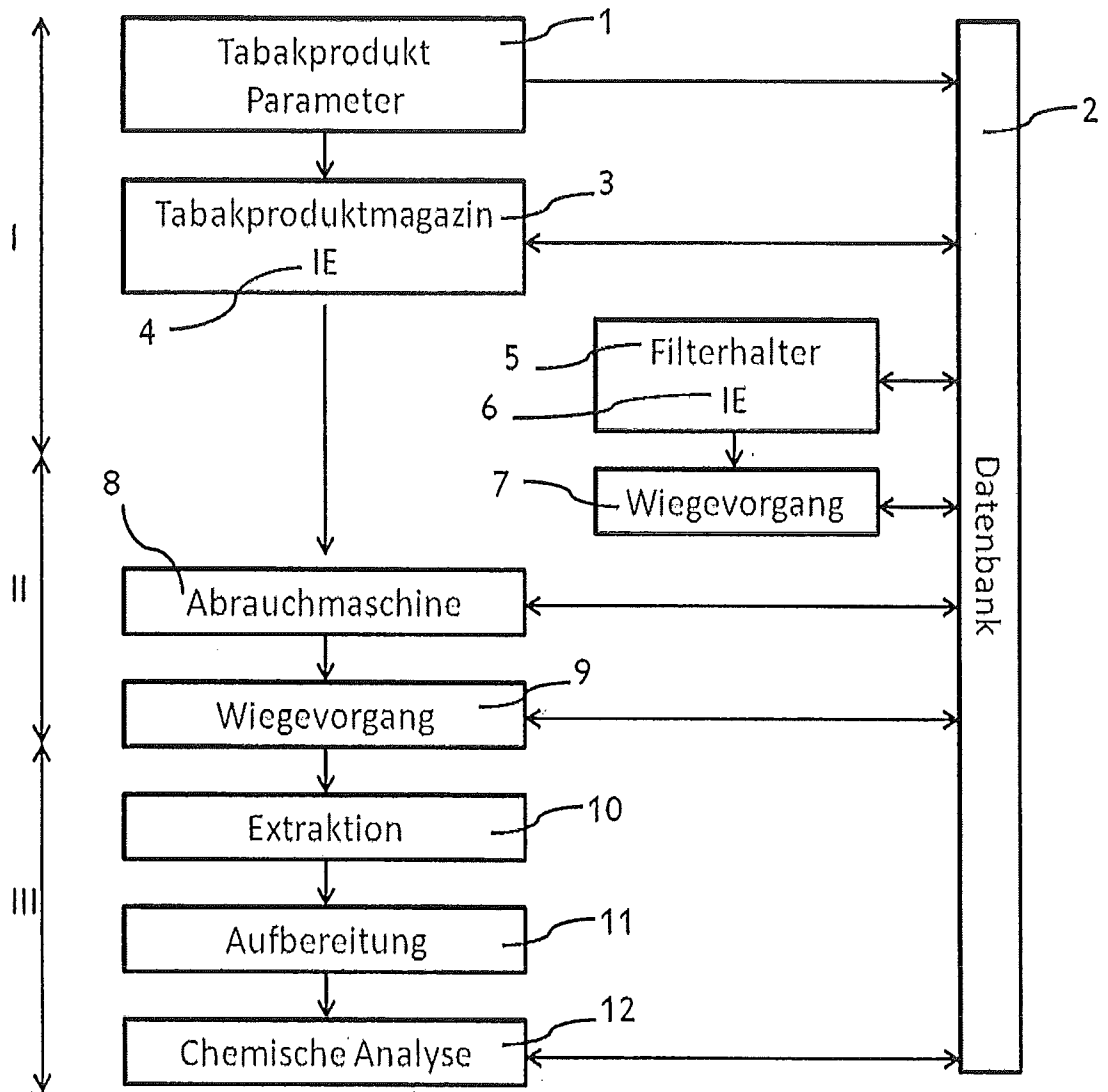 1
Tabakprodukt
Parameter
2
3
Tabakproduktmagazin
IE
4
I
5
Filterhalter
6
IE
7
Wiegevorgang
8
Abrauchmaschine
II
9
Wiegevorgang
10
Extraktion
III
11
Aufbereitung
12
Chemische Analyse
Datenbank